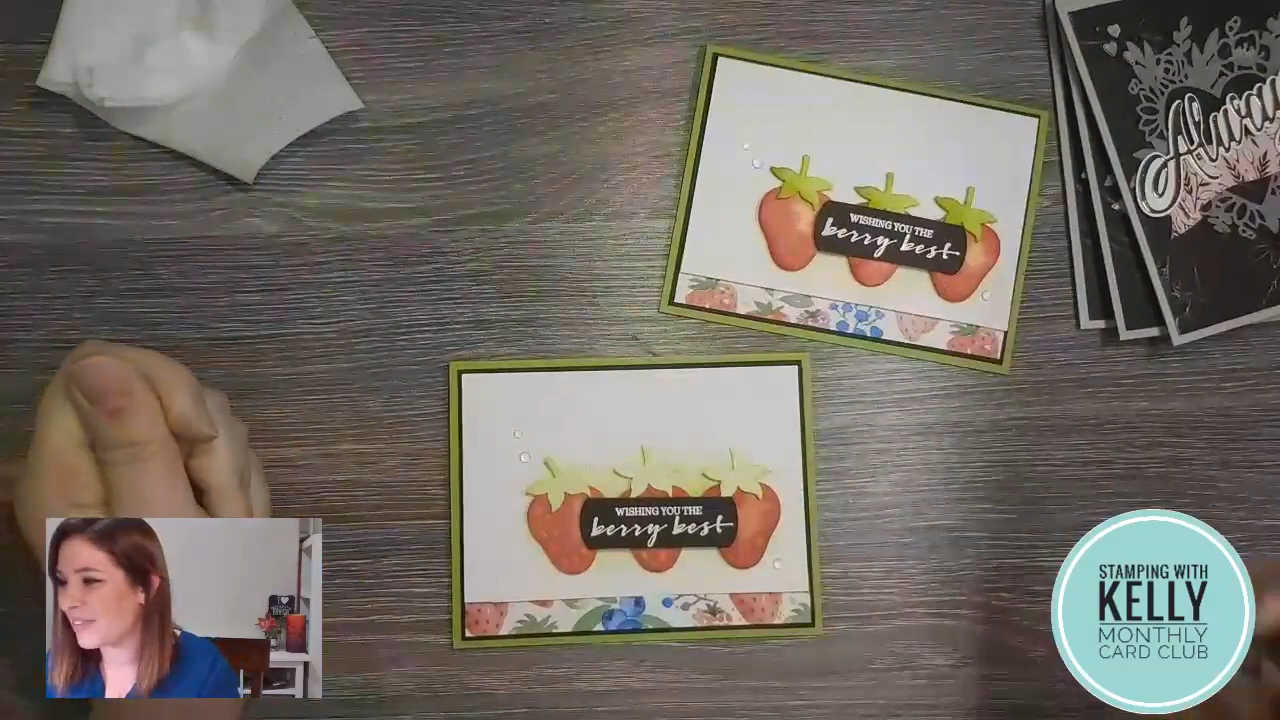 WISHING YOU THE
berry best
WISHING YOU THE
berry best
STAMPING WITH
KELLY
MONTHLY
CARD CLUB